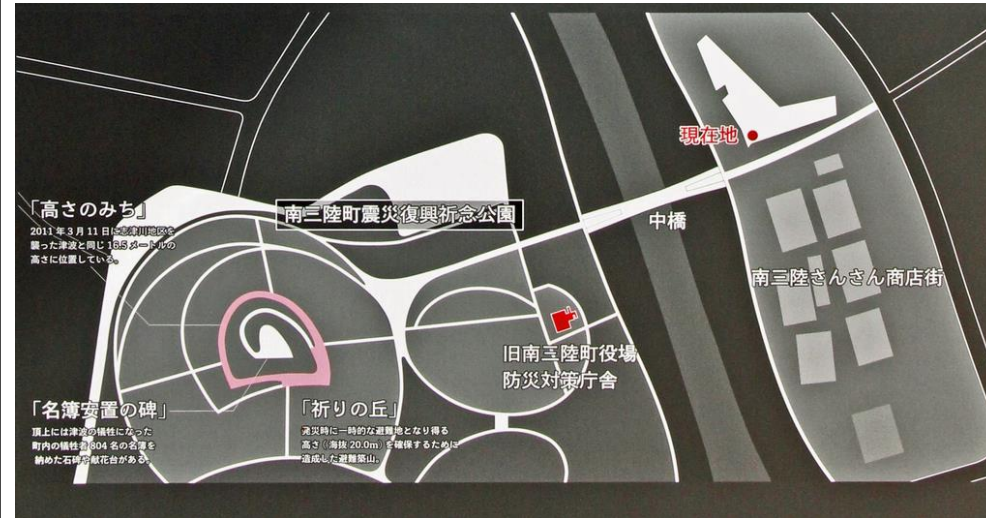 現在地
「高さのみち」
2011年3月11日に志津川地区を
襲った津波と同じ16.5メートルの
高さに位置している。
南三陸町震災復興祈念公園
中橋
南三陸さんさん商店街
旧南三陸町役場
防災対策庁舎
「名簿安置の碑」
頂上には津波の犠牲になった
町内の犠牲者804名の名簿を
納めた石碑や献花台がある。
「祈りの丘」
発災時に一時的な避難地となり得る
高さ（海抜20.0m）を確保するために
造成した避難築山。